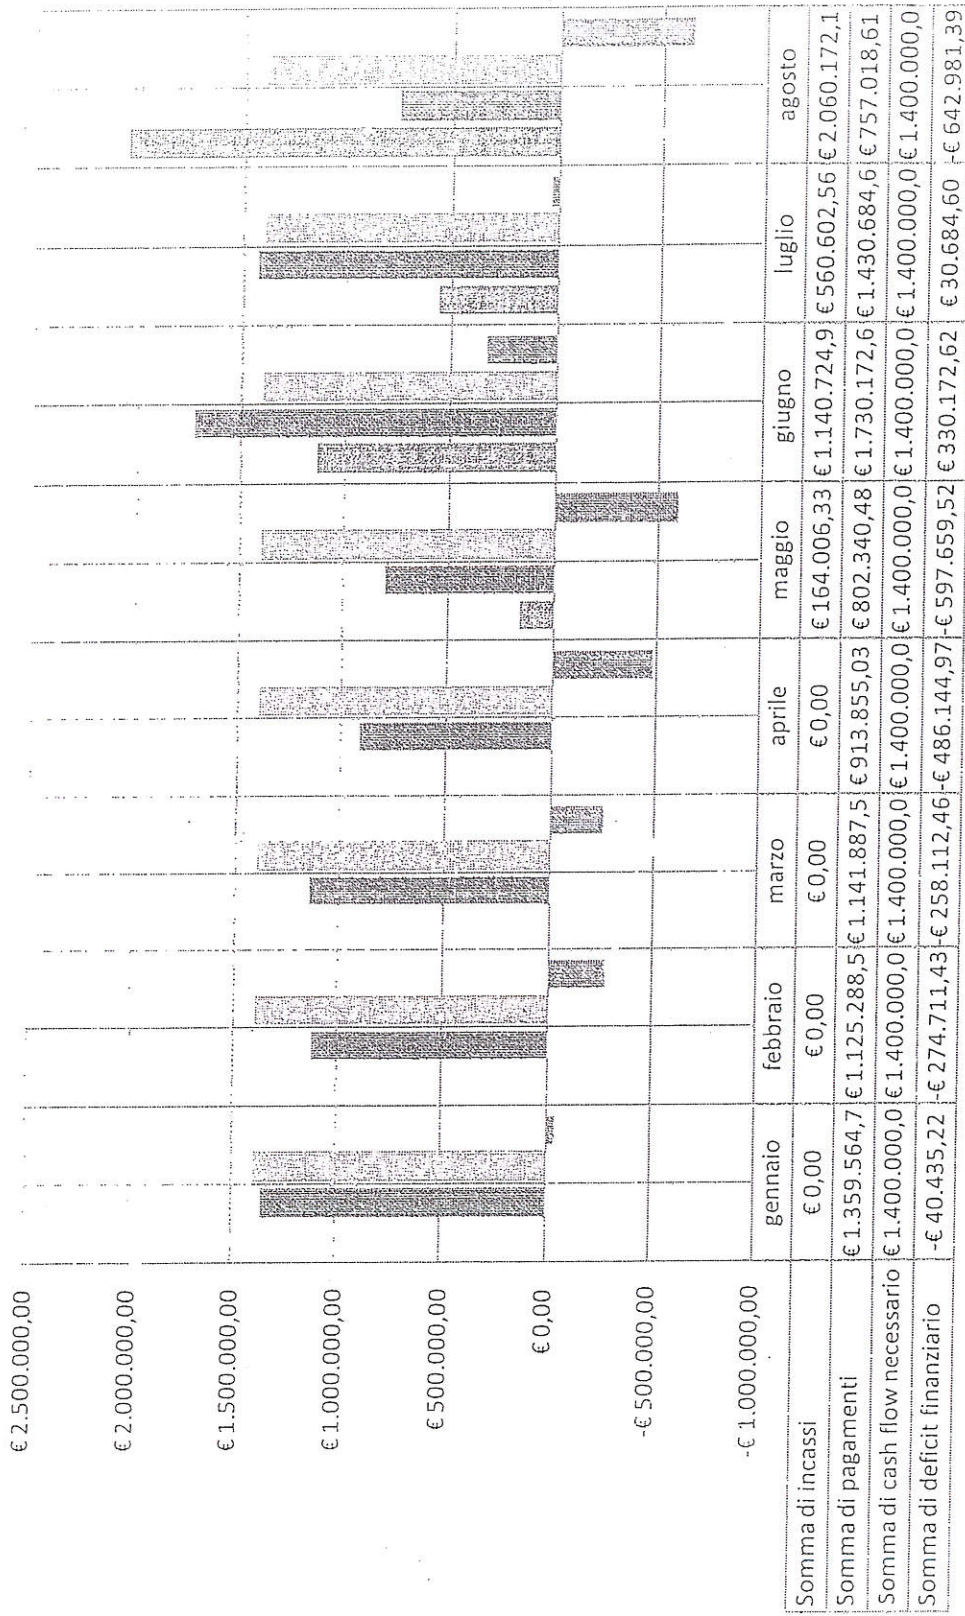 € 2.500.000,00
€ 2.000.000,00
€ 1.500.000,00
€ 1.000.000,00
€ 500.000,00
€ 0,00
-€ 500.000,00
-€ 1.000.000,00
gennaio febbraio marzo aprile maggio giugno luglio agosto
Somma di incassi € 0,00 € 0,00 € 0,00 € 0,00 € 164.006,33 € 1.140.724,9 € 560.602,56 € 2.060.172,1
Somma di pagamenti € 1.359.564,7 € 1.125.288,5 € 1.141.887,5 € 913.855,03 € 802.340,48 € 1.730.172,6 € 1.430.684,6 € 757.018,61
Somma di cash flow necessario € 1.400.000,0 € 1.400.000,0 € 1.400.000,0 € 1.400.000,0 € 1.400.000,0 € 1.400.000,0 € 1.400.000,0 € 1.400.000,0
Somma di deficit finanziario -€ 40.435,22 -€ 274.711,43 -€ 258.112,46 -€ 486.144,97 -€ 597.659,52 € 330.172,62 € 30.684,60 -€ 642.981,39